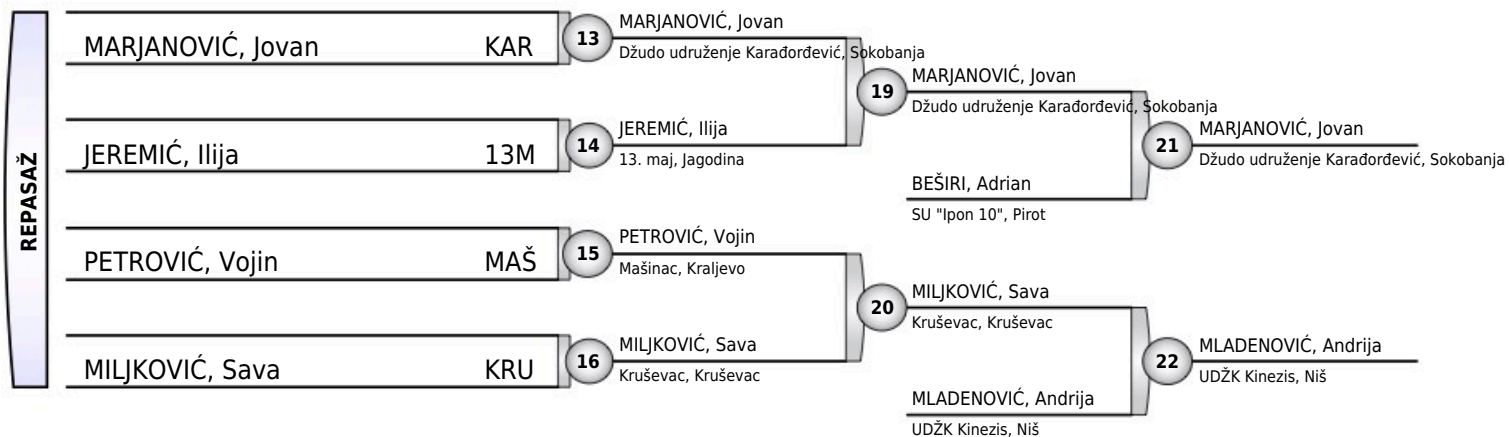 REPASAŽ
MARJANOVIĆ, Jovan KAR
JEREMIĆ, Ilija 13M
PETROVIĆ, Vojin MAŠ
MILJKOVIĆ, Sava KRU
13
MARJANOVIĆ, Jovan
Džudo udruženje Karađorđević, Sokobanja
14
JEREMIĆ, Ilija
13. maj, Jagodina
15
PETROVIĆ, Vojin
Mašinac, Kraljevo
16
MILJKOVIĆ, Sava
Kruševac, Kruševac
19
MARJANOVIĆ, Jovan
Džudo udruženje Karađorđević, Sokobanja
BEŠIRI, Adrian
SU "Ipon 10", Pirot
20
MILJKOVIĆ, Sava
Kruševac, Kruševac
MLADENOVIĆ, Andrija
UDŽK Kinezis, Niš
21
MARJANOVIĆ, Jovan
Džudo udruženje Karađorđević, Sokobanja
22
MLADENOVIĆ, Andrija
UDŽK Kinezis, Niš